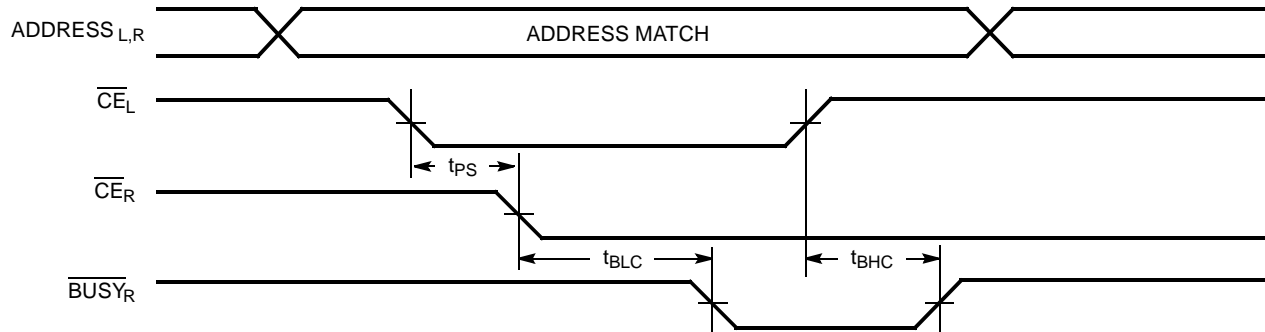 ADDRESS L,R
ADDRESS MATCH
CEL
tPS
CER
tBLC
tBHC
BUSYR